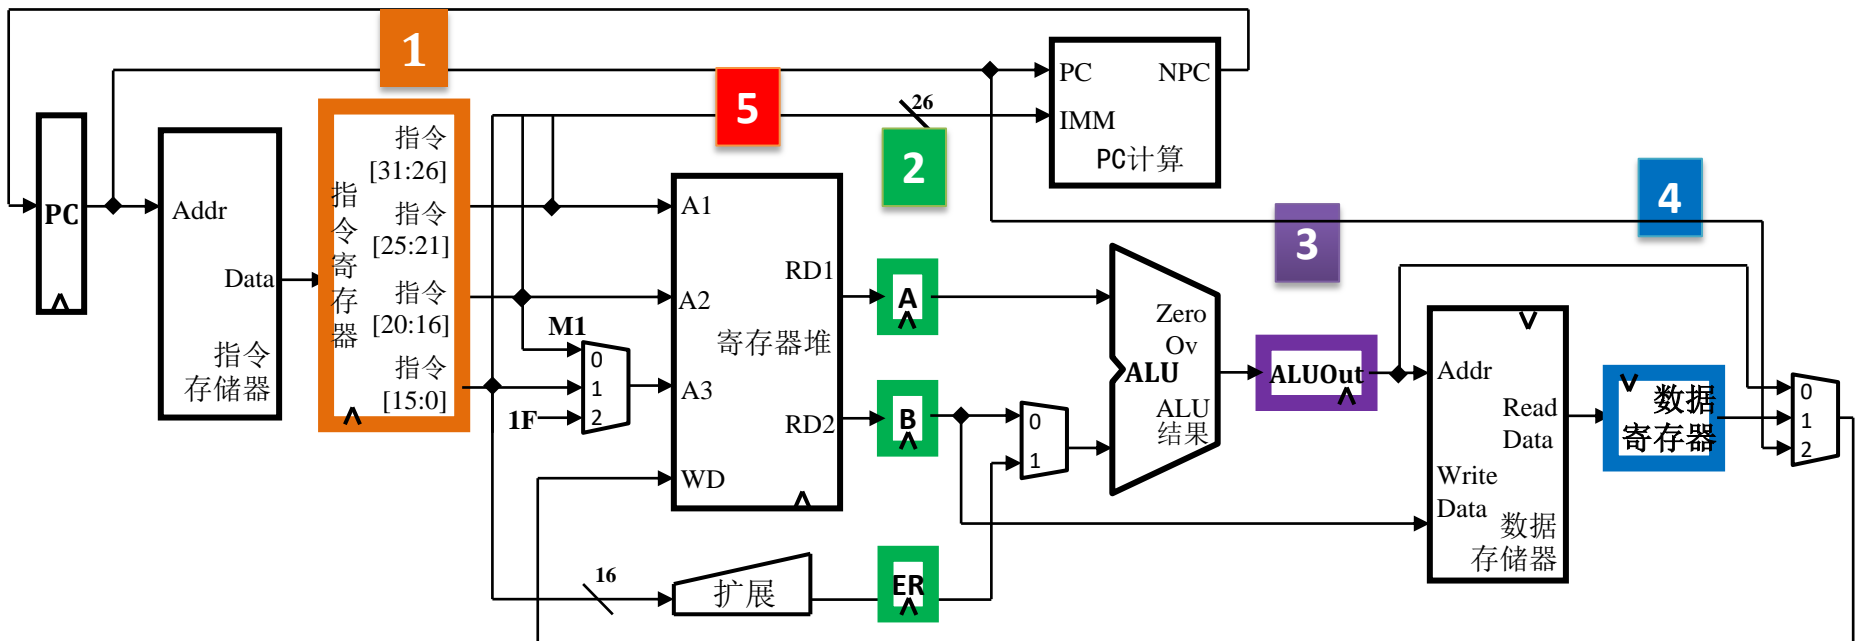 1
5
26
2
PC
NPC
IMM
PC计算
4
3
PC
Addr
Data
指令
存储器
指令寄存器
指令
[31:26]
指令
[25:21]
指令
[20:16]
指令
[15:0]
M1
0
1
2
1F
A1
A2
A3
WD
RD1
寄存器堆
RD2
16
扩展
A
B
ER
0
1
Zero
Ov
ALU
ALU
结果
ALUOut
Addr
Read
Data
Write
Data
数据
存储器
数据
寄存器
0
1
2